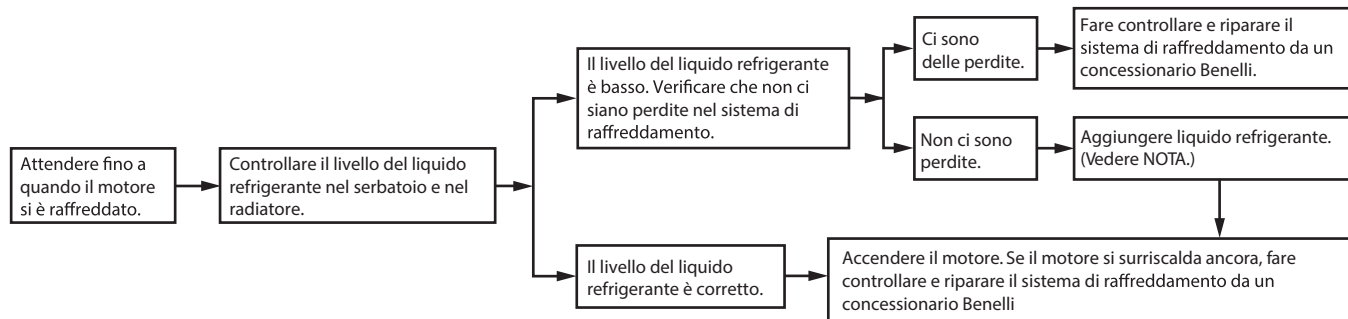 Attendere fino a
quando il motore
si è raffreddato.
Controllare il livello del liquido
refrigerante nel serbatoio e nel
radiatore.
Il livello del liquido refrigerante
è basso. Verificare che non ci
siano perdite nel sistema di
raffreddamento.
Ci sono
delle perdite.
Fare controllare e riparare il
sistema di raffreddamento da un
concessionario Benelli.
Non ci sono
perdite.
Aggiungere liquido refrigerante.
(Vedere NOTA.)
Il livello del liquido
refrigerante è corretto.
Accendere il motore. Se il motore si surriscalda ancora, fare
controllare e riparare il sistema di raffreddamento da un
concessionario Benelli